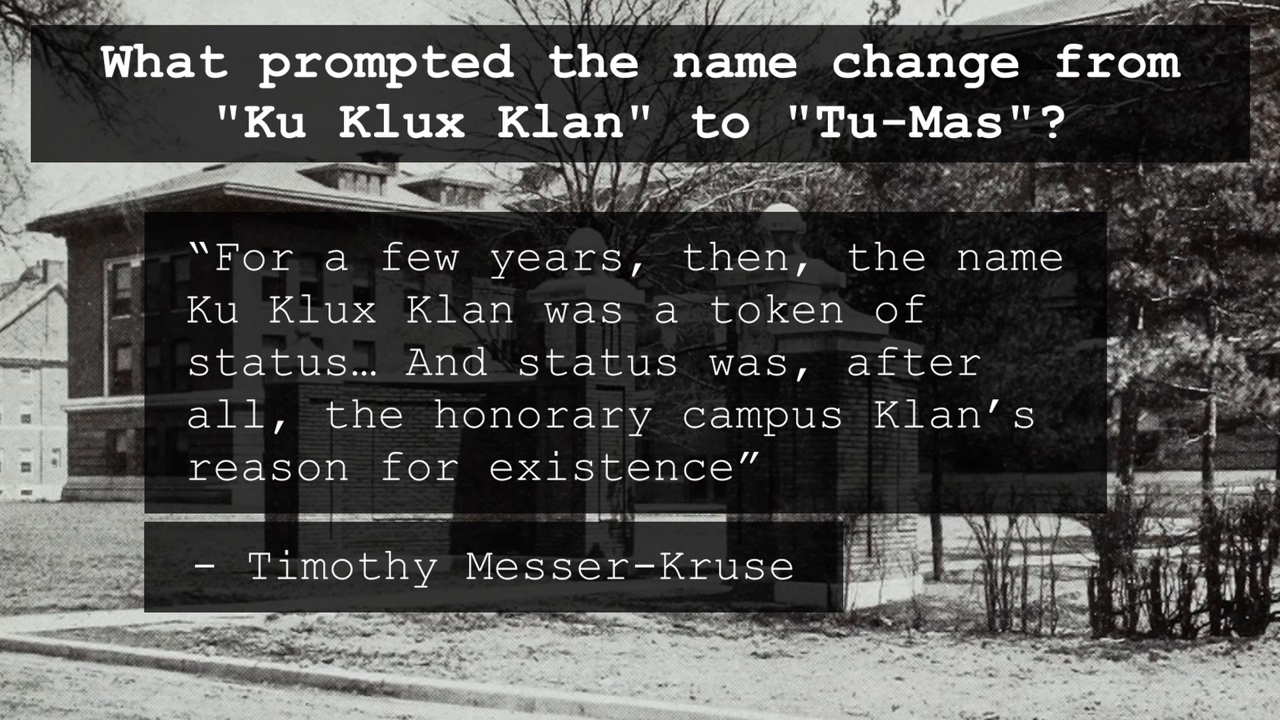 What prompted the name change from
"Ku Klux Klan" to "Tu-Mas"?
“For a few years, then, the name
Ku Klux Klan was a token of
status… And status was, after
all, the honorary campus Klan’s
reason for existence”
- Timothy Messer-Kruse